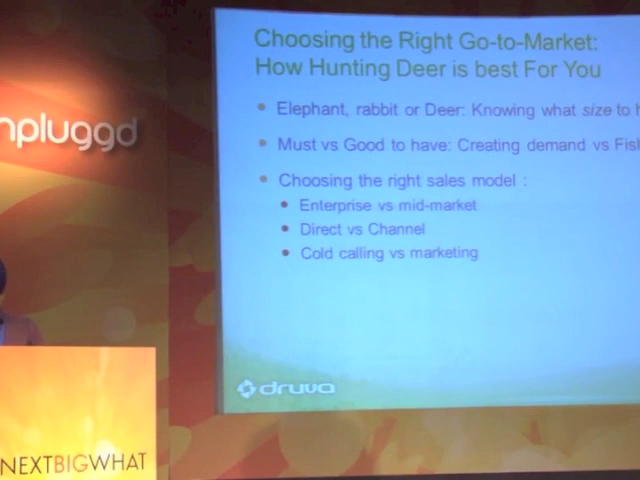 Choosing the Right Go-to-Market:
How Hunting Deer is best For You
Elephant, rabbit or Deer: Knowing what size to
Must vs Good to have: Creating demand vs
Choosing the right sales model :
Enterprise vs mid-market
Direct vs Channel
Cold calling vs marketing
druva
npluggd
NEXTBIGWHAT